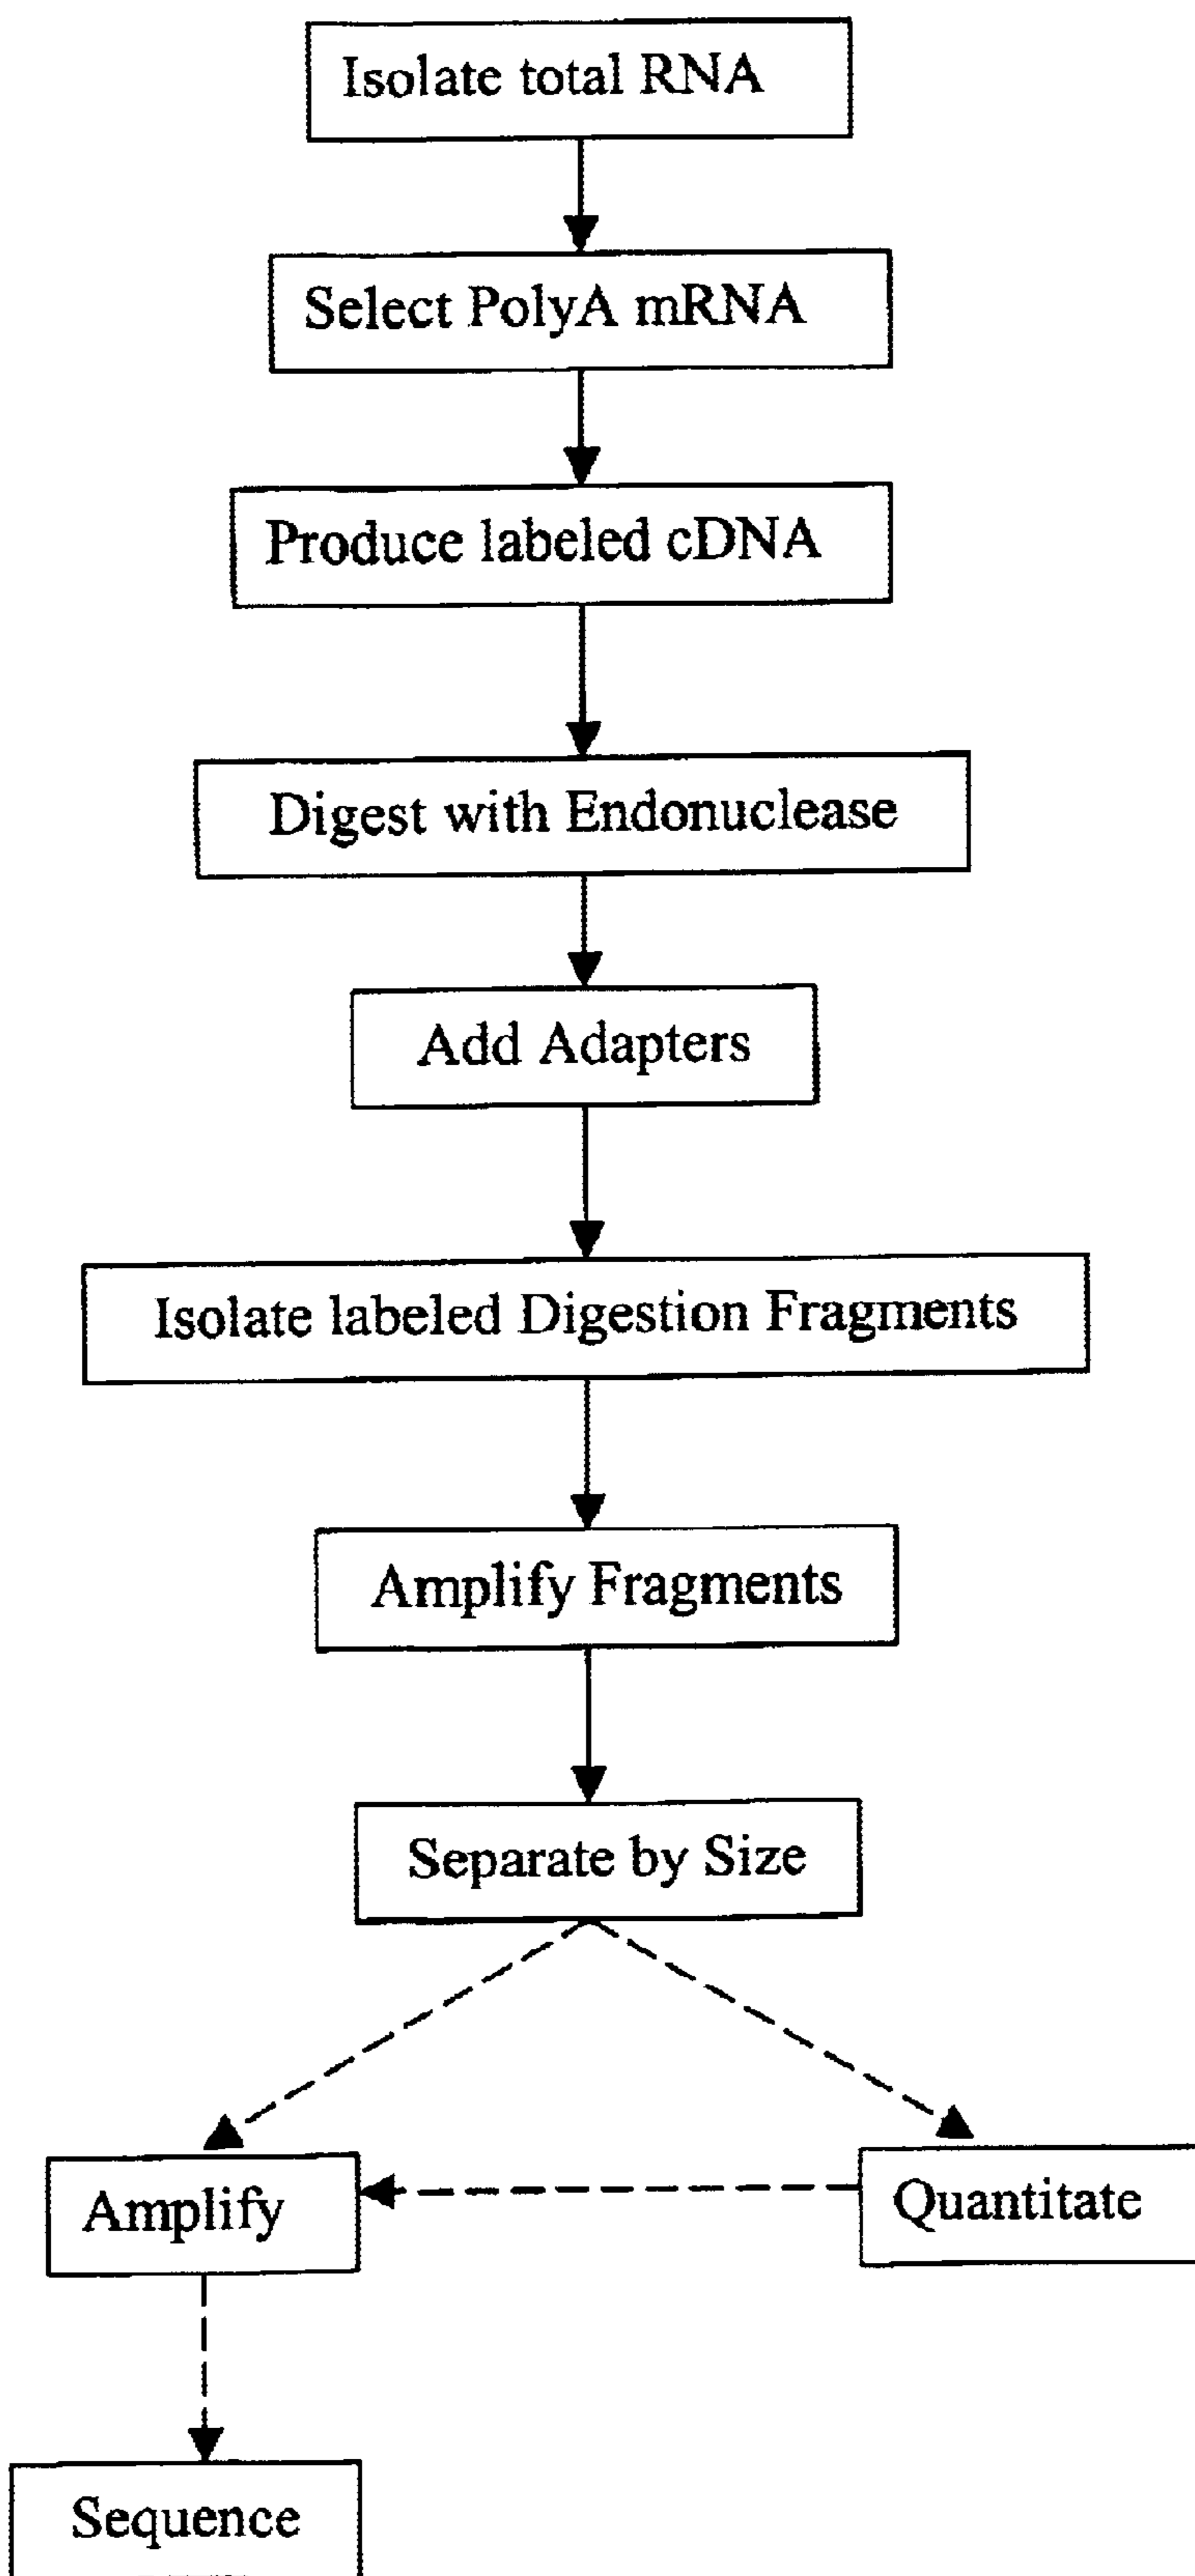 Isolate total RNA
Select PolyA mRNA
Produce labeled cDNA
Digest with Endonuclease
Add Adapters
Isolate labeled Digestion Fragments
Amplify Fragments
Separate by Size
Amplify
Quantitate
Sequence